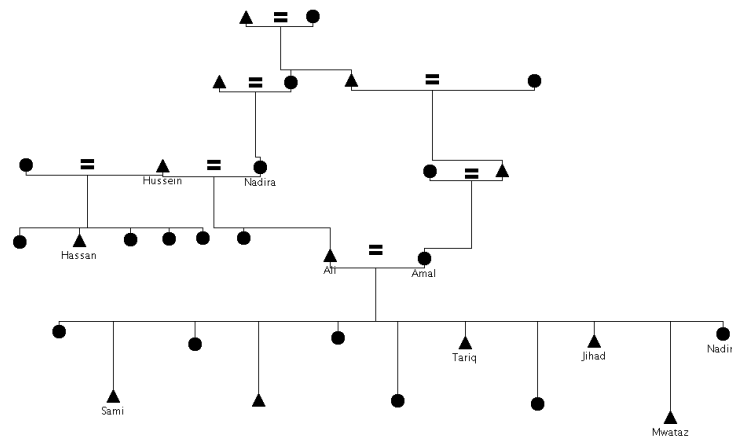 Hussein
Nadira
Hassan
Ali
Amal
Tariq
Jihad
Nadir
Sami
Mwataz